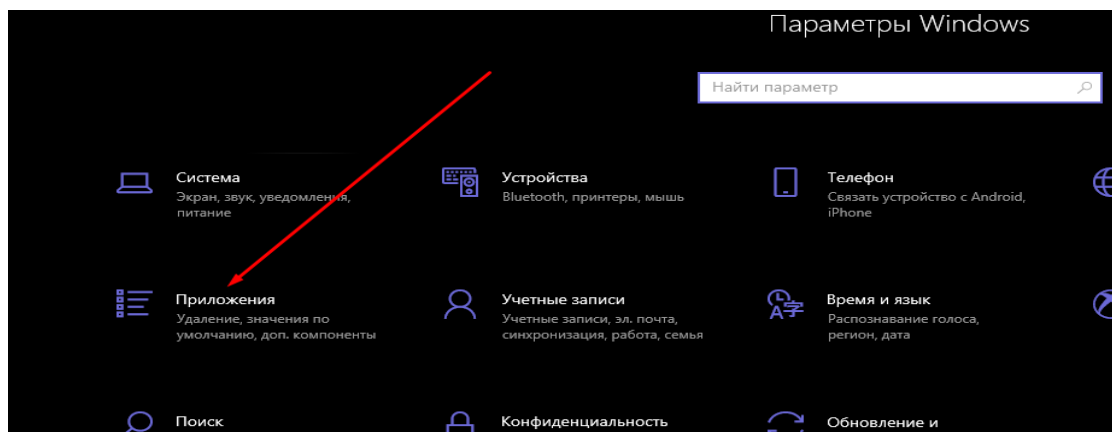 Параметры Windows
Найти параметр
Система
Экран, звук, уведомления,
питание
Устройства
Bluetooth, принтеры, мышь
Телефон
Связать устройство с Android,
iPhone
Приложения
Удаление, значения по
умолчанию, доп. компоненты
Учетные записи
Учетные записи, эл. почта,
синхронизация, работа, семья
Время и язык
Распознавание голоса,
регион, дата
Поиск
Конфиденциальность
Обновление и